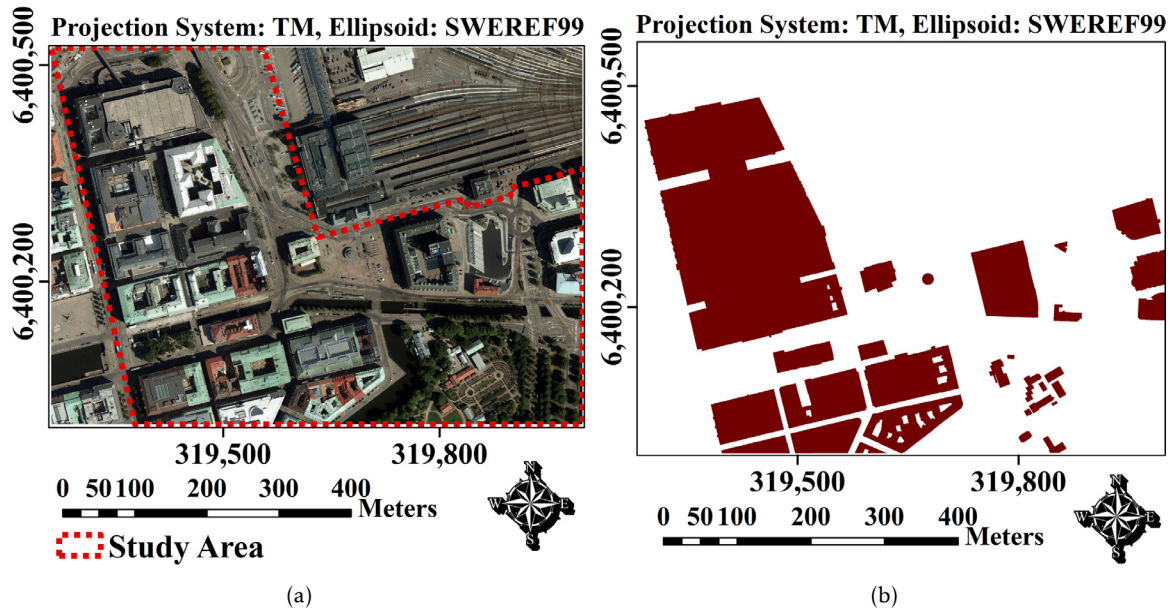 Projection System: TM, Ellipsoid: SWEREF99
6,400,500
6,400,200
319,500
319,800
0 50 100 200 300 400
Meters
N
W E
S
Study Area
(a)
Projection System: TM, Ellipsoid: SWEREF99
6,400,500
6,400,200
319,500
319,800
0 50 100 200 300 400
Meters
N
W E
S
(b)